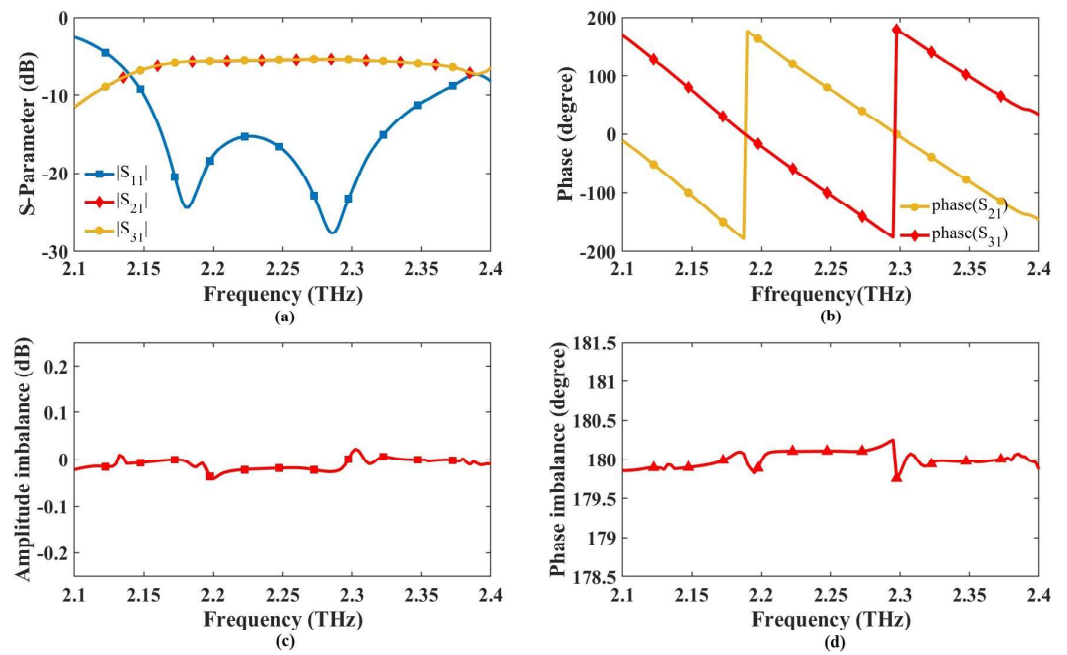 0
-10
-20
-30
S-Parameter (dB)
|S11|
|S21|
|S31|
2.1 2.15 2.2 2.25 2.3 2.35 2.4
Frequency (THz)
(a)
200
100
0
-100
-200
Phase (degree)
phase(S21)
phase(S31)
2.1 2.15 2.2 2.25 2.3 2.35 2.4
Ffrequency(THz)
(b)
0.2
0.1
0
-0.1
-0.2
Amplitude imbalance (dB)
2.1 2.15 2.2 2.25 2.3 2.35 2.4
Frequency (THz)
(c)
181.5
181
180.5
180
179.5
179
178.5
Phase imbalance (degree)
2.1 2.15 2.2 2.25 2.3 2.35 2.4
Frequency (THz)
(d)